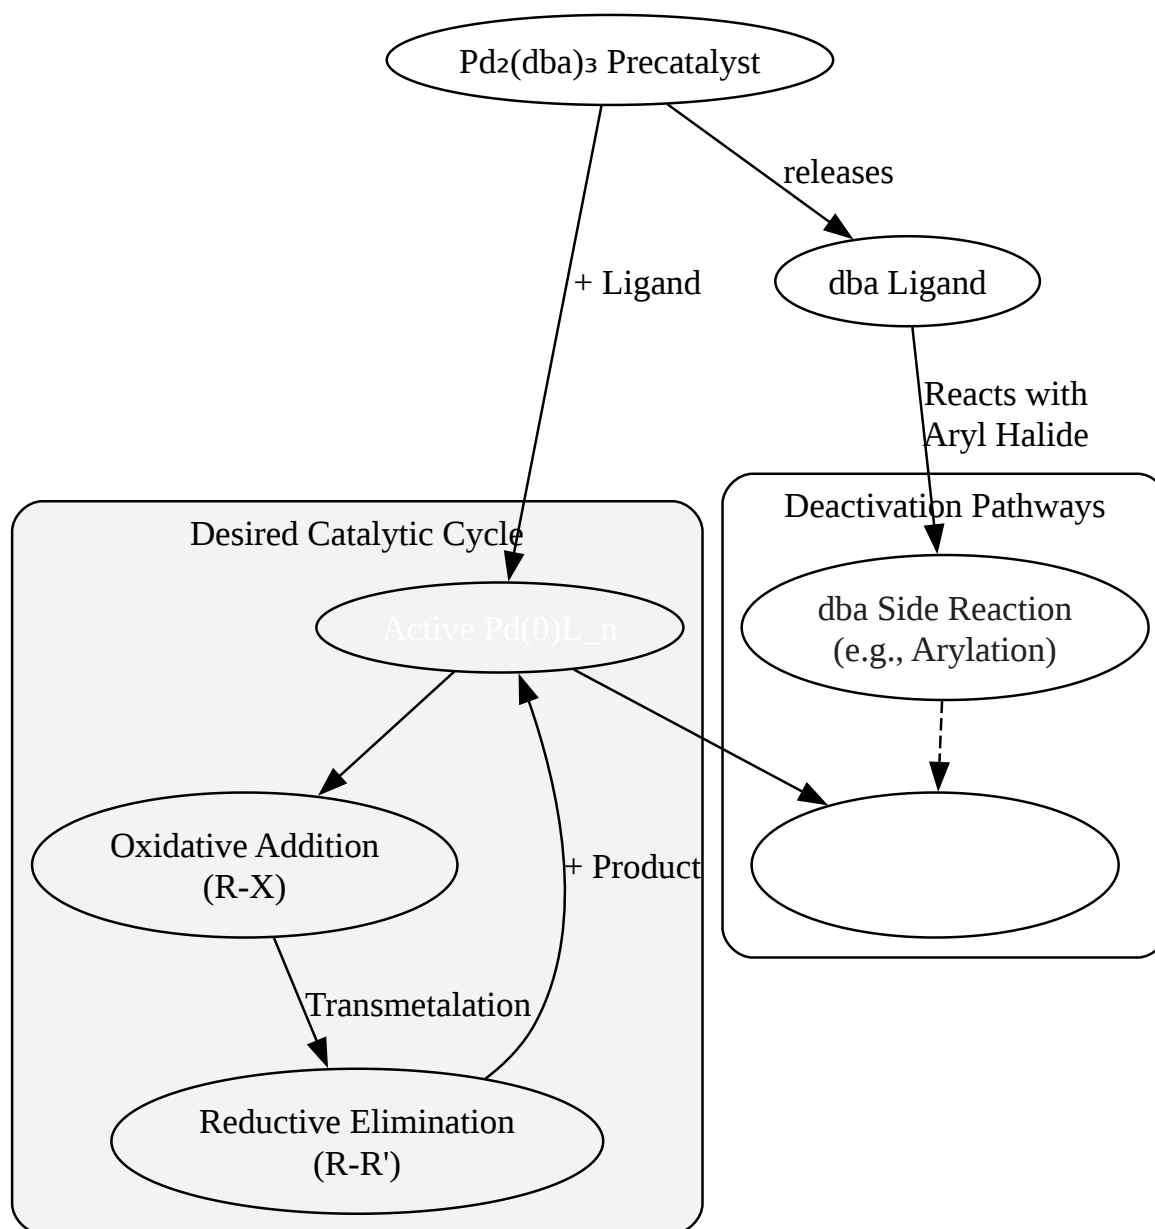 Pd₂(dba)₃ Precatalyst
releases
+ Ligand
dba Ligand
Reacts with
Aryl Halide
Desired Catalytic Cycle
Deactivation Pathways
Active Pd(0)L_n
dba Side Reaction
(e.g., Arylation)
Oxidative Addition
(R-X)
+ Product
Transmetalation
Reductive Elimination
(R-R')